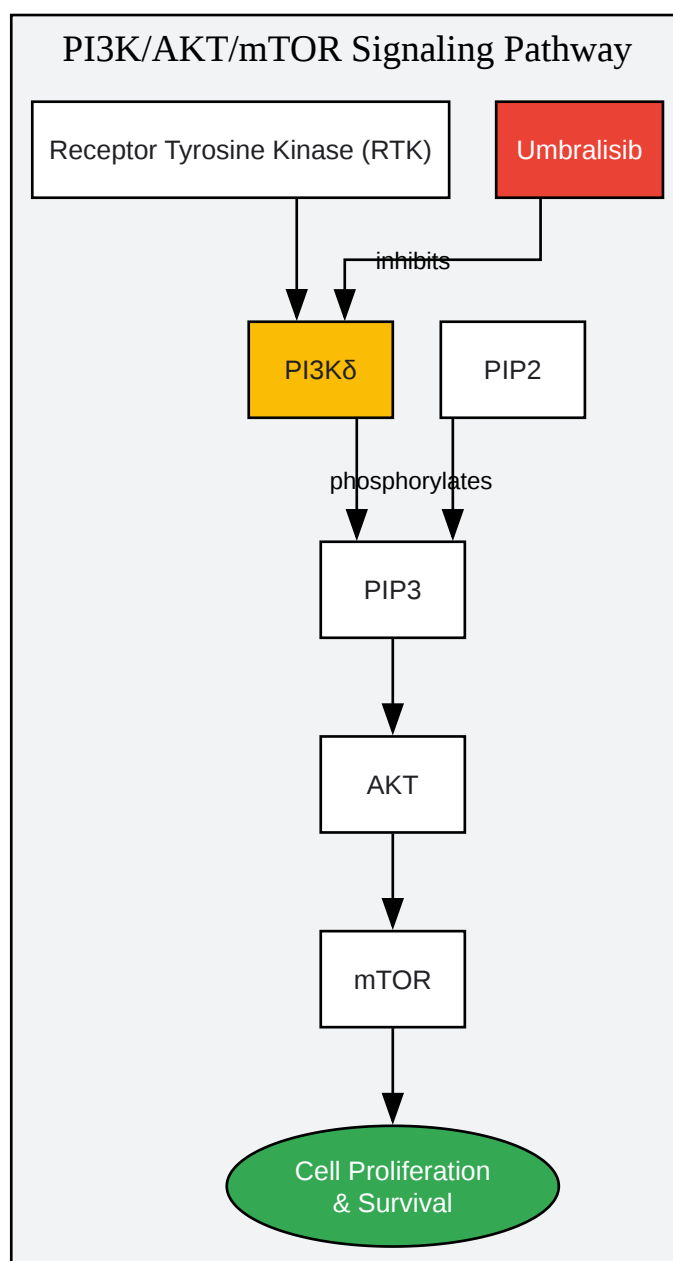 PI3K/AKT/mTOR Signaling Pathway
Receptor Tyrosine Kinase (RTK)
Umbralisib
inhibits
PI3Kδ
PIP2
phosphorylates
PIP3
AKT
mTOR
Cell Proliferation
& Survival